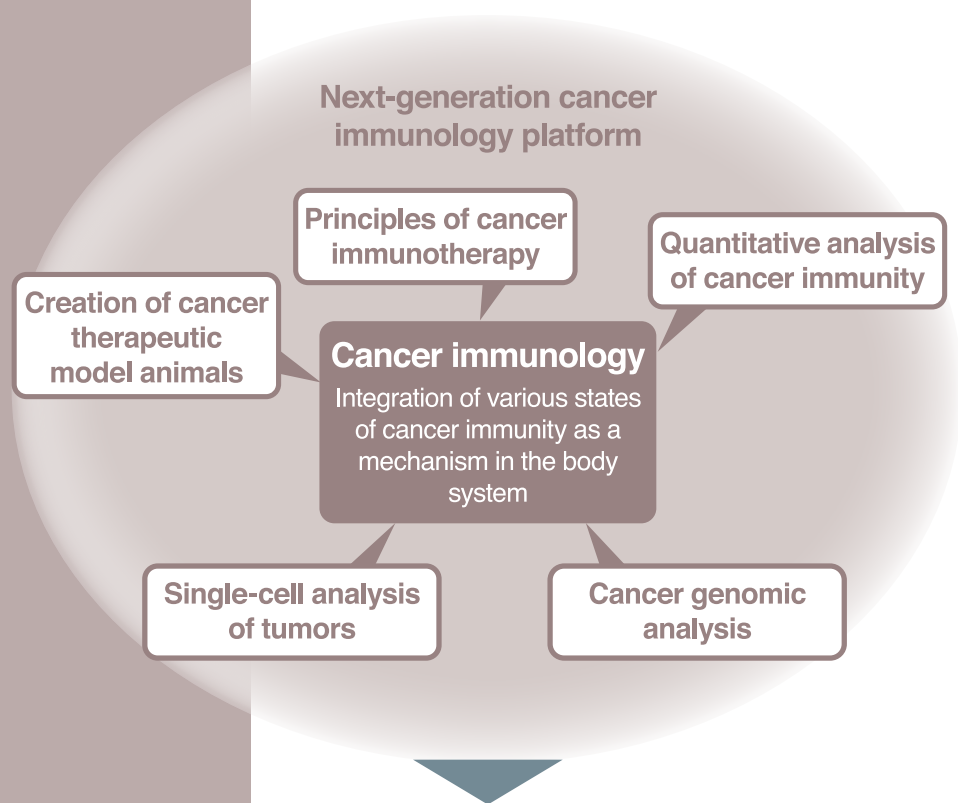 Next-generation cancer
immunology platform
Principles of cancer
immunotherapy
Quantitative analysis
of cancer immunity
Creation of cancer
therapeutic
model animals
Cancer immunology
Integration of various states
of cancer immunity as a
mechanism in the body
system
Single-cell analysis
of tumors
Cancer genomic
analysis